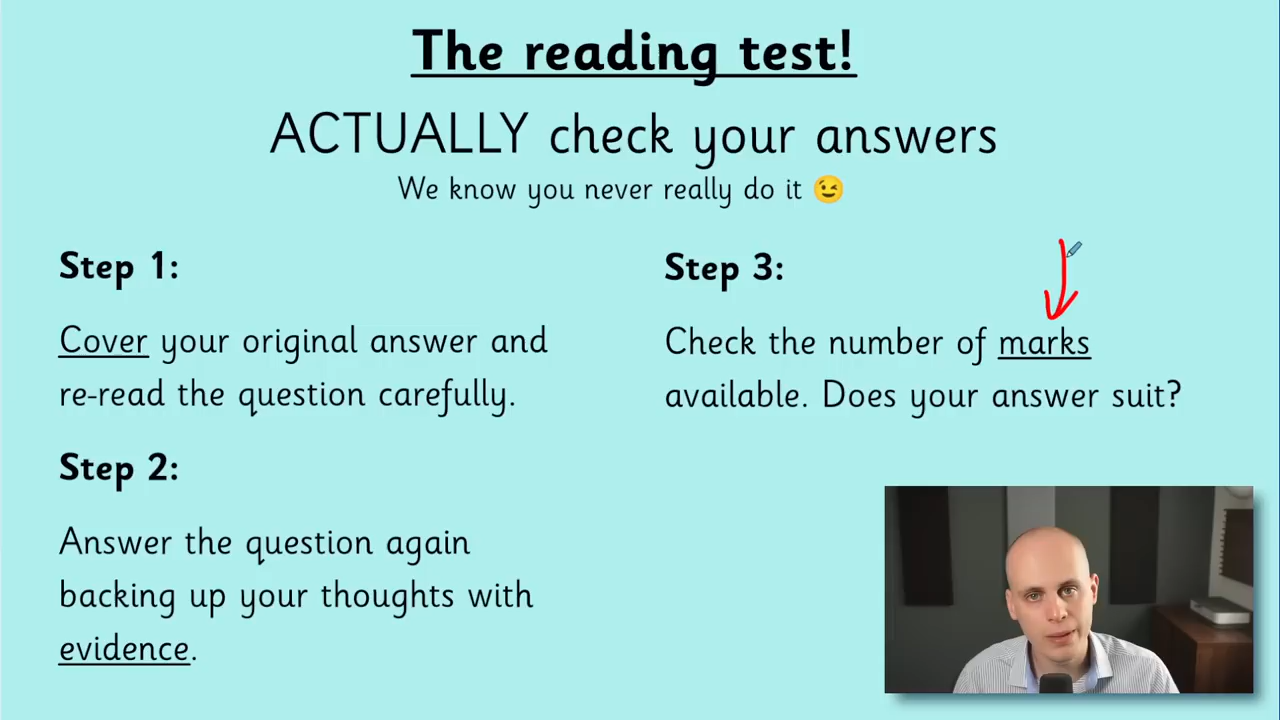 The reading test!
ACTUALLY check your answers
We know you never really do it 😉
Step 1:
Cover your original answer and
re-read the question carefully.
Step 2:
Answer the question again
backing up your thoughts with
evidence.
Step 3:
Check the number of marks
available. Does your answer suit?